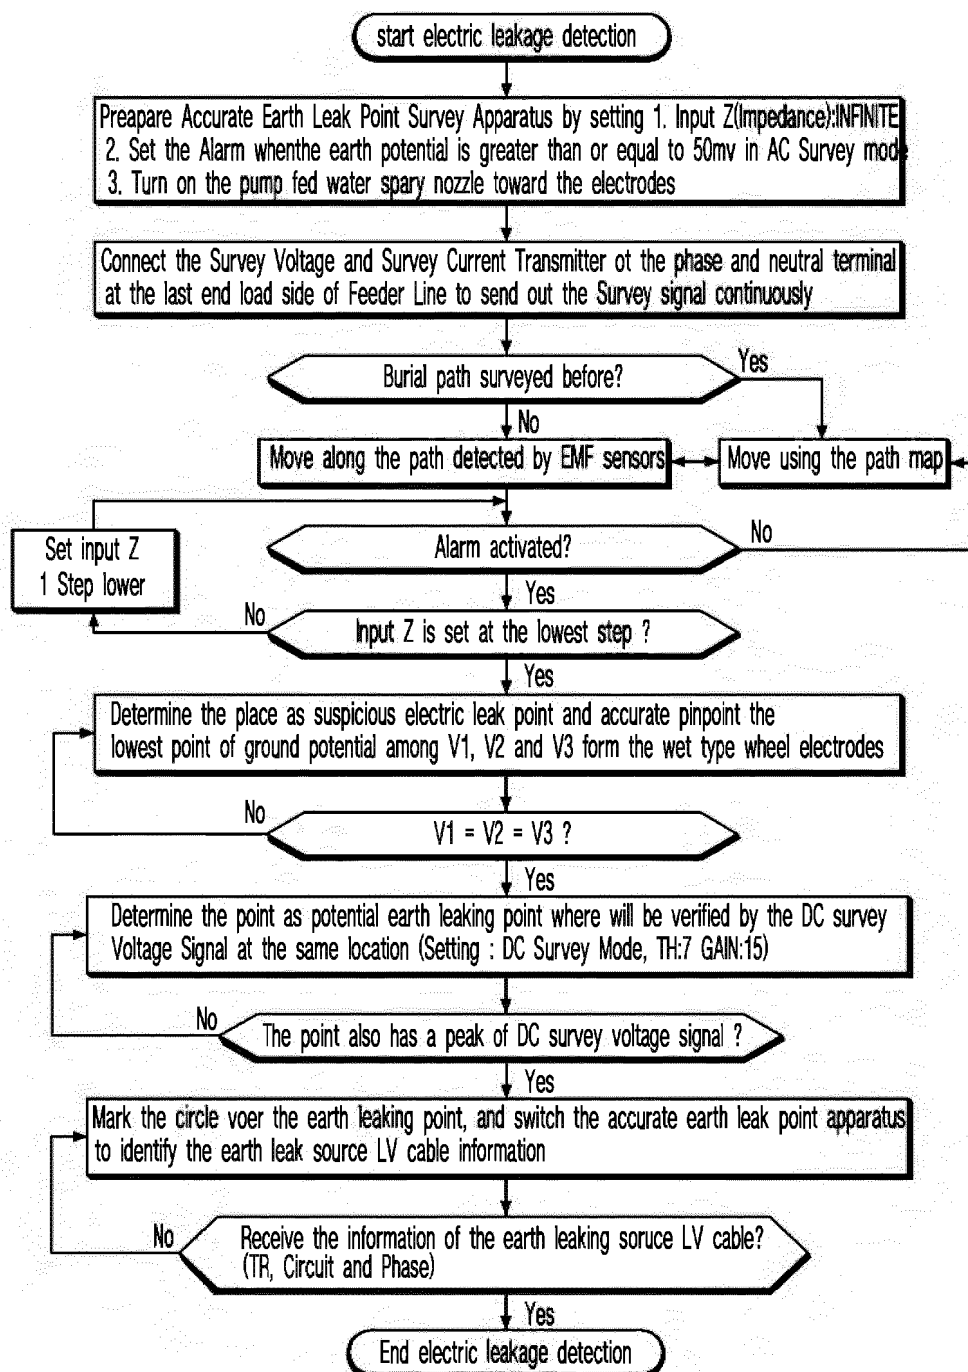 start electric leakage detection
Preapare Accurate Earth Leak Point Survey Apparatus by setting 1. Input Z(Impedance):INFINITE
2. Set the Alarm whenthe earth potential is greater than or equal to 50mv in AC Survey mode
3. Turn on the pump fed water spary nozzle toward the electrodes
Connect the Survey Voltage and Survey Current Transmitter ot the phase and neutral terminal
at the last end load side of Feeder Line to send out the Survey signal continuously
Burial path surveyed before?
Yes
No
Move along the path detected by EMF sensors
Move using the path map
Set input Z
1 Step lower
Alarm activated?
No
Yes
No
Input Z is set at the lowest step ?
Yes
Determine the place as suspicious electric leak point and accurate pinpoint the
lowest point of ground potential among V1, V2 and V3 form the wet type wheel electrodes
No
V1 = V2 = V3 ?
Yes
Determine the point as potential earth leaking point where will be verified by the DC survey
Voltage Signal at the same location (Setting : DC Survey Mode, TH:7 GAIN:15)
No
The point also has a peak of DC survey voltage signal ?
Yes
Mark the circle voer the earth leaking point, and switch the accurate earth leak point apparatus
to identify the earth leak source LV cable information
No
Receive the information of the earth leaking soruce LV cable?
(TR, Circuit and Phase)
Yes
End electric leakage detection